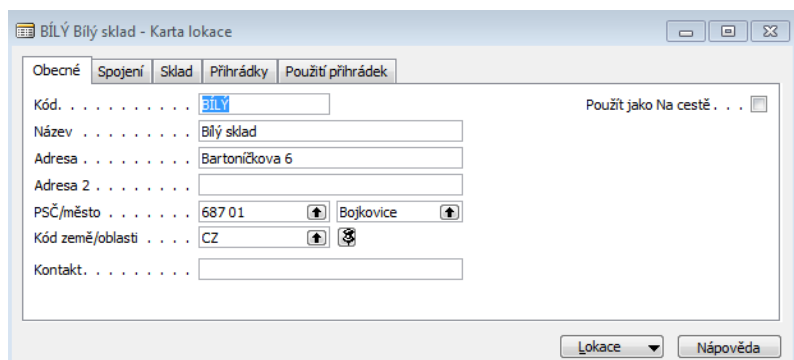 BÍLÝ Bílý sklad - Karta lokace
Obecné Spojení Sklad Přihrádky Použití přihrádek
Kód. . . . . . . . . . . BÍLÝ Použít jako Na cestě . . .
Název . . . . . . . . . Bílý sklad
Adresa . . . . . . . . . Bartoníčkova 6
Adresa 2 . . . . . . . .
PSČ/město . . . . . . . 687 01 Bojkovice
Kód země/oblasti . . . . CZ
Kontakt. . . . . . . . .
Lokace Nápověda